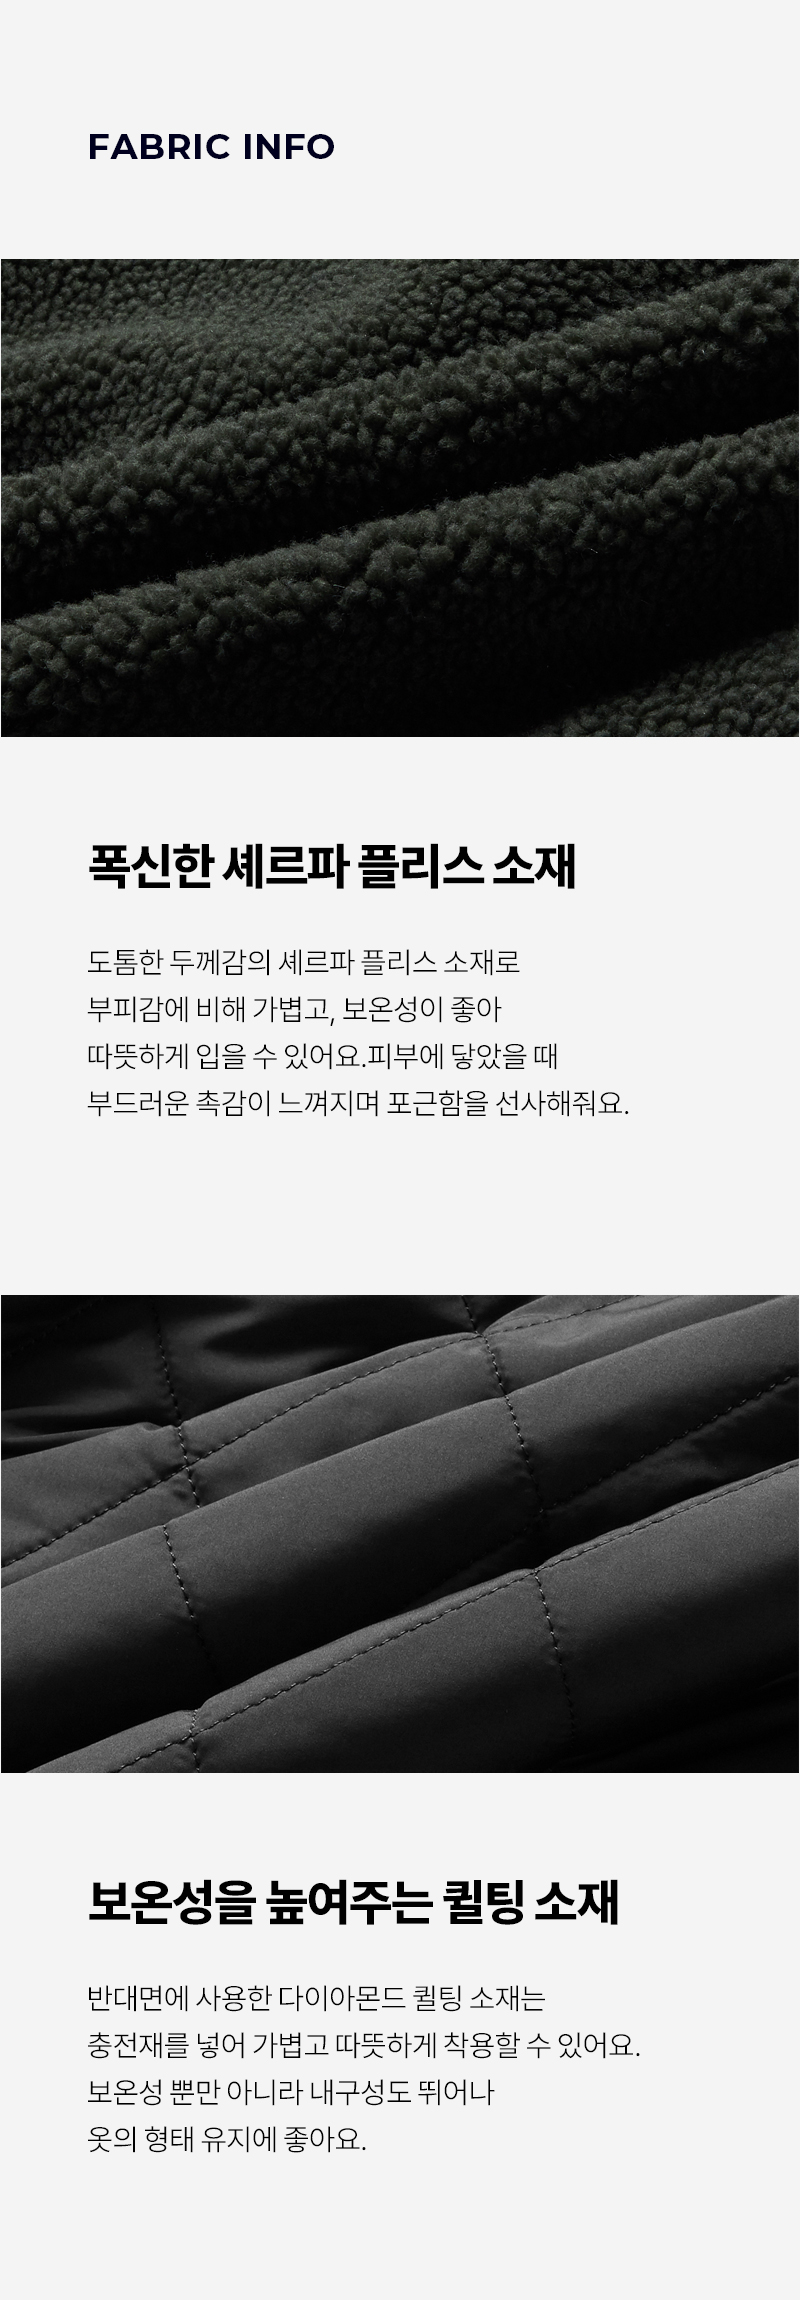 FABRIC INFO
폭신한 셰르파 플리스 소재
도톰한 두께감의 셰르파 플리스 소재로
부피감에 비해 가볍고, 보온성이 좋아
따뜻하게 입을 수 있어요.피부에 닿았을 때
부드러운 촉감이 느껴지며 포근함을 선사해줘요.
보온성을 높여주는 퀼팅 소재
반대면에 사용한 다이아몬드 퀼팅 소재는
충전재를 넣어 가볍고 따뜻하게 착용할 수 있어요.
보온성 뿐만 아니라 내구성도 뛰어나
옷의 형태 유지에 좋아요.